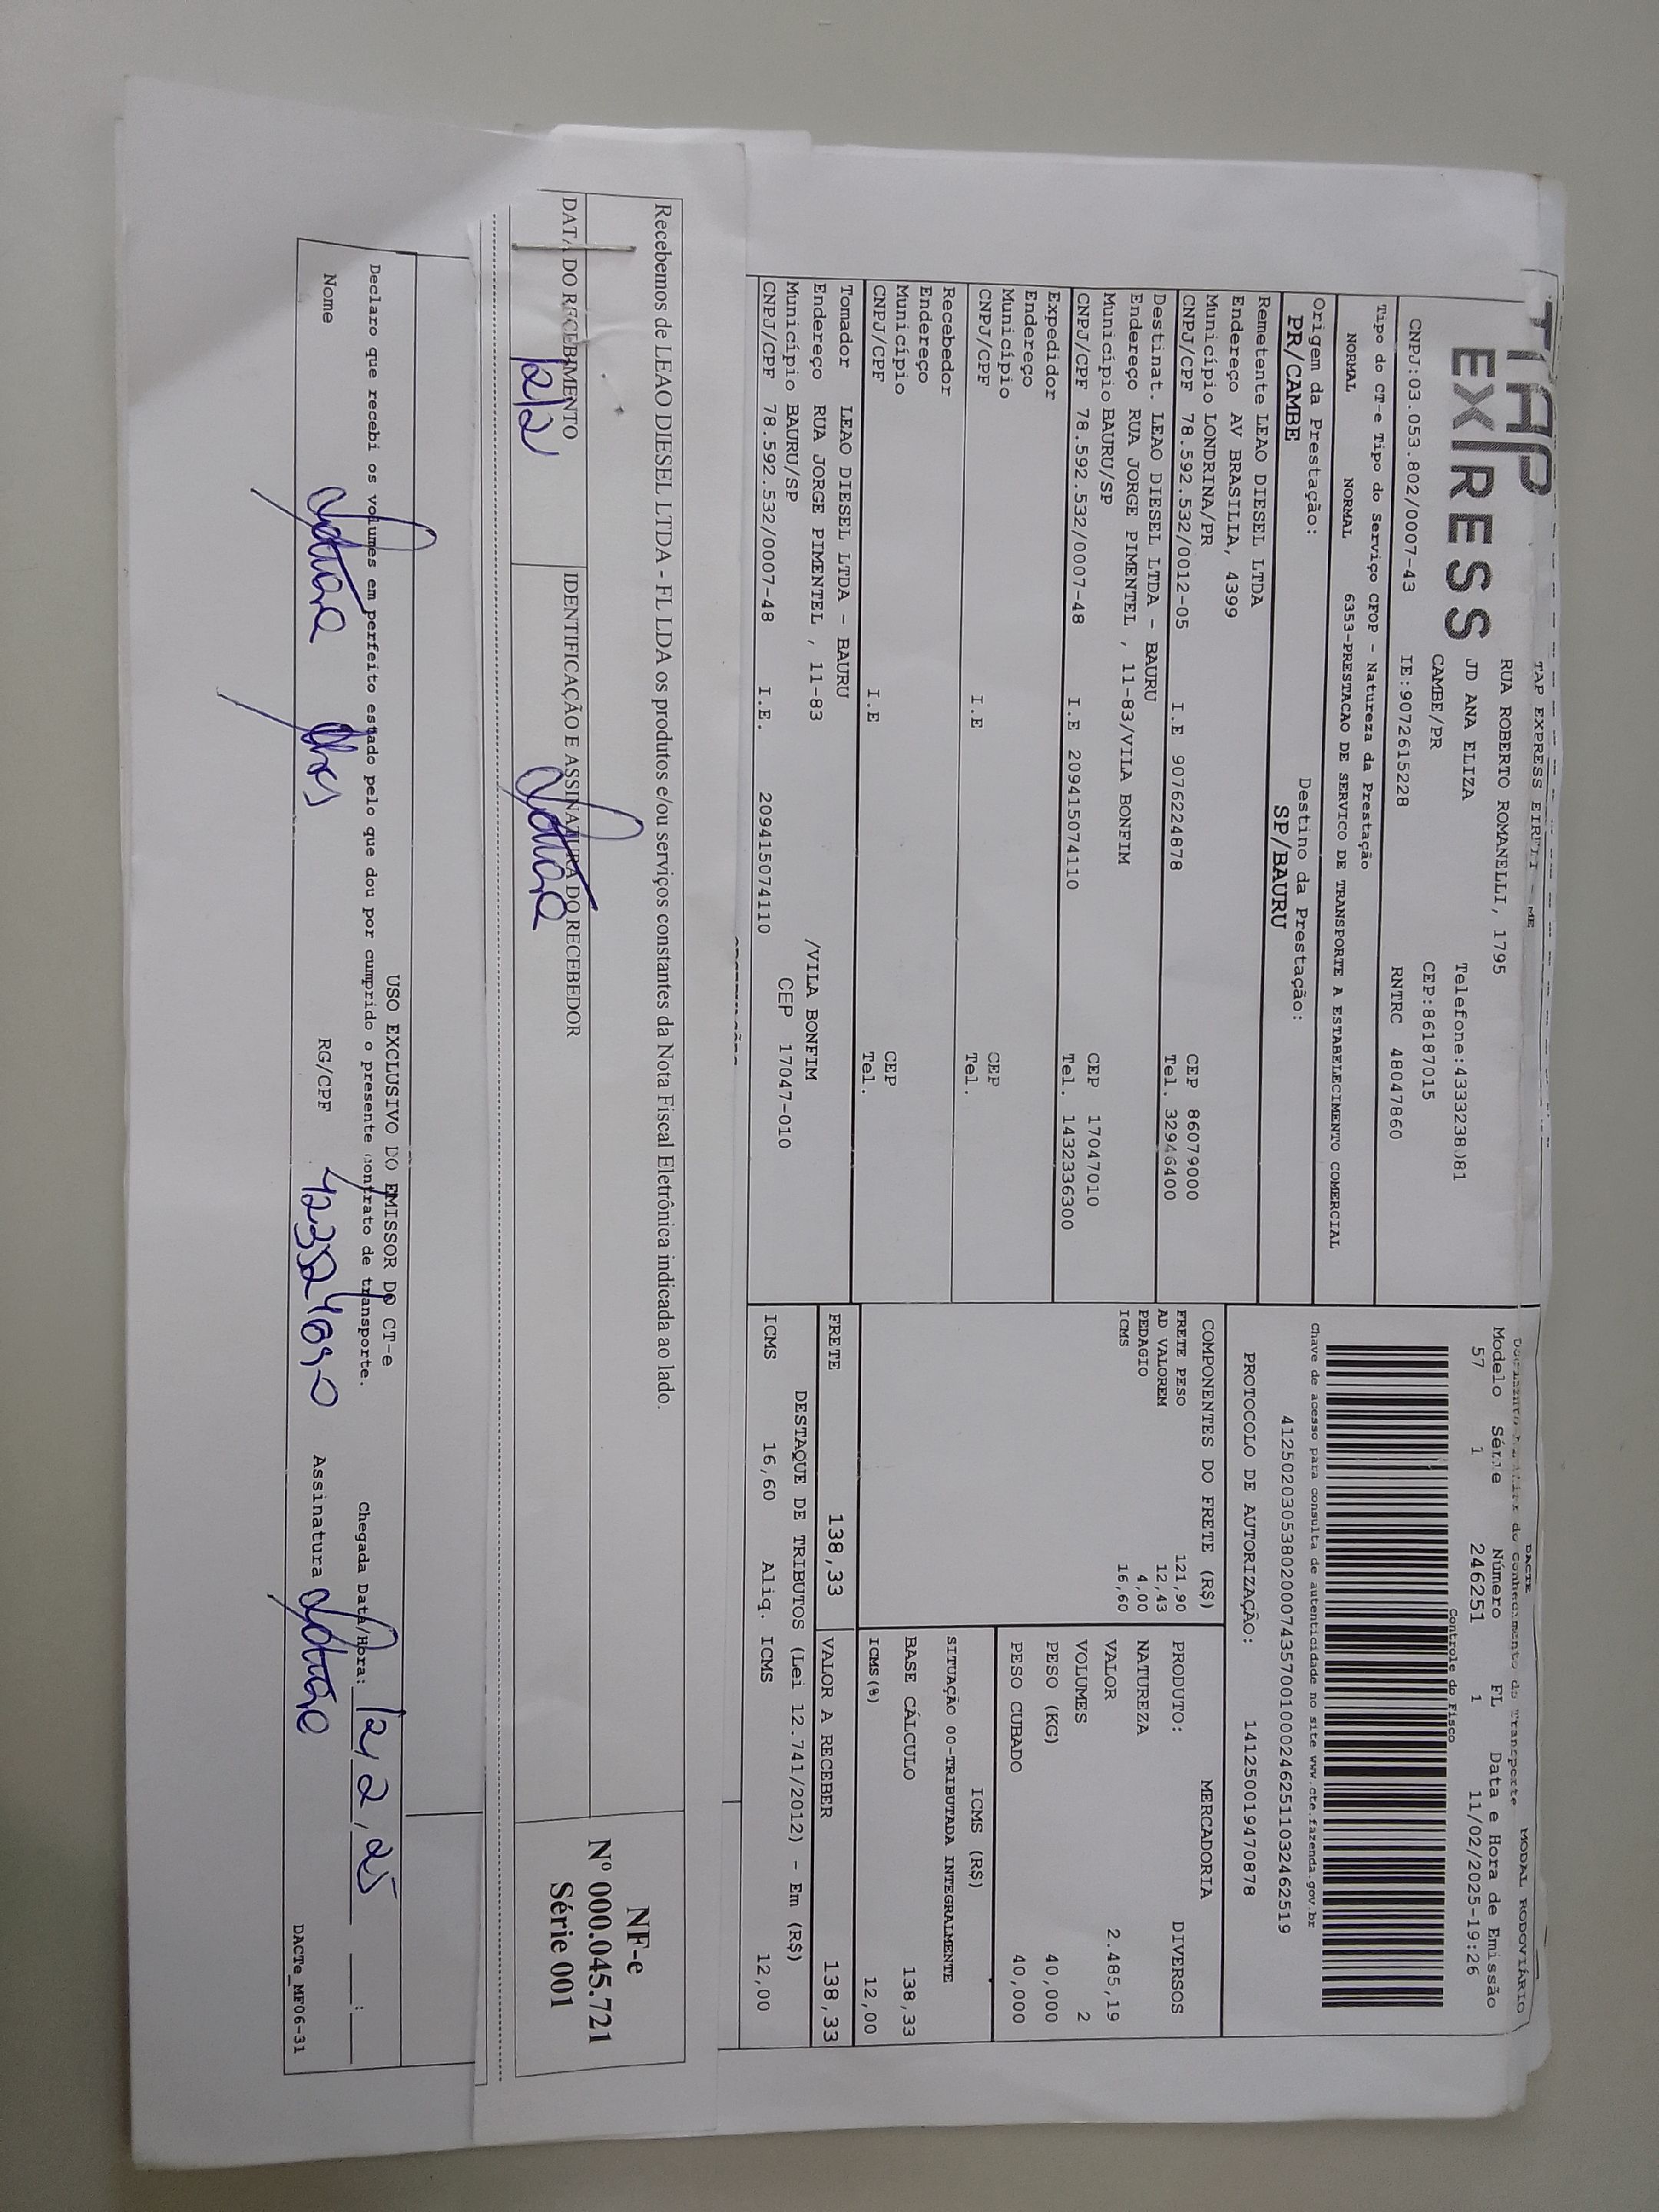 TAP EXPRESS
TAP EXPRESS EIRELI - ME
RUA ROBERTO ROMANELLI, 1795
JD ANA ELIZA Telefone:4333238081
CAMBE/PR CEP:86187015
CNPJ:03.053.802/0007-43 IE:9072615228 RNTRC 48047860
Tipo do CT-e Tipo do Serviço CFOP - Natureza da Prestação
NORMAL NORMAL 6353-PRESTACAO DE SERVICO DE TRANSPORTE A ESTABELECIMENTO COMERCIAL
Origem da Prestação: Destino da Prestação:
PR/CAMBE SP/BAURU
Remetente LEAO DIESEL LTDA
Endereço AV BRASILIA, 4399
Município LONDRINA/PR CEP 86079000
CNPJ/CPF 78.592.532/0012-05 I.E 9076224878 Tel. 32946400
Destinat. LEAO DIESEL LTDA - BAURU
Endereço RUA JORGE PIMENTEL , 11-83/VILA BONFIM
Município BAURU/SP CEP 17047010
CNPJ/CPF 78.592.532/0007-48 I.E 209415074110 Tel. 1432336300
Expedidor
Endereço
Município CEP
CNPJ/CPF I.E Tel.
Recebedor
Endereço
Município CEP
CNPJ/CPF I.E Tel.
Tomador LEAO DIESEL LTDA - BAURU
Endereço RUA JORGE PIMENTEL , 11-83 /VILA BONFIM
Município BAURU/SP CEP 17047-010
CNPJ/CPF 78.592.532/0007-48 I.E. 209415074110
DACTE MODAL RODOVIÁRIO
Documento Auxiliar do Conhecimento de Transporte
Modelo Série Número FL Data e Hora de Emissão
57 1 246251 1 11/02/2025-19:26
Controle do Fisco
Chave de acesso para consulta de autenticidade no site www.cte.fazenda.gov.br
41250203053802000743570010002462511032462519
PROTOCOLO DE AUTORIZAÇÃO: 141250019470878
COMPONENTES DO FRETE (R$)
FRETE PESO 121,90
AD VALOREM 12,43
PEDAGIO 4,00
ICMS 16,60
MERCADORIA
PRODUTO: DIVERSOS
NATUREZA
VALOR 2.485,19
VOLUMES 2
PESO (KG) 40,000
PESO CUBADO 40,000
ICMS (R$)
SITUAÇÃO 00-TRIBUTADA INTEGRALMENTE
BASE CÁLCULO 138,33
ICMS(%) 12,00
FRETE 138,33 VALOR A RECEBER 138,33
DESTAQUE DE TRIBUTOS (Lei 12.741/2012) - Em (R$)
ICMS 16,60 Aliq. ICMS 12,00
Recebemos de LEAO DIESEL LTDA - FL LDA os produtos e/ou serviços constantes da Nota Fiscal Eletrônica indicada ao lado.
DATA DO RECEBIMENTO IDENTIFICAÇÃO E ASSINATURA DO RECEBEDOR
12/2
NF-e
Nº 000.045.721
Série 001
USO EXCLUSIVO DO EMISSOR DO CT-e
Declaro que recebi os volumes em perfeito estado pelo que dou por cumprido o presente contrato de transporte. Chegada Data/Hora: 12/2/25 :
Nome RG/CPF Assinatura
DACTe_MF06-31